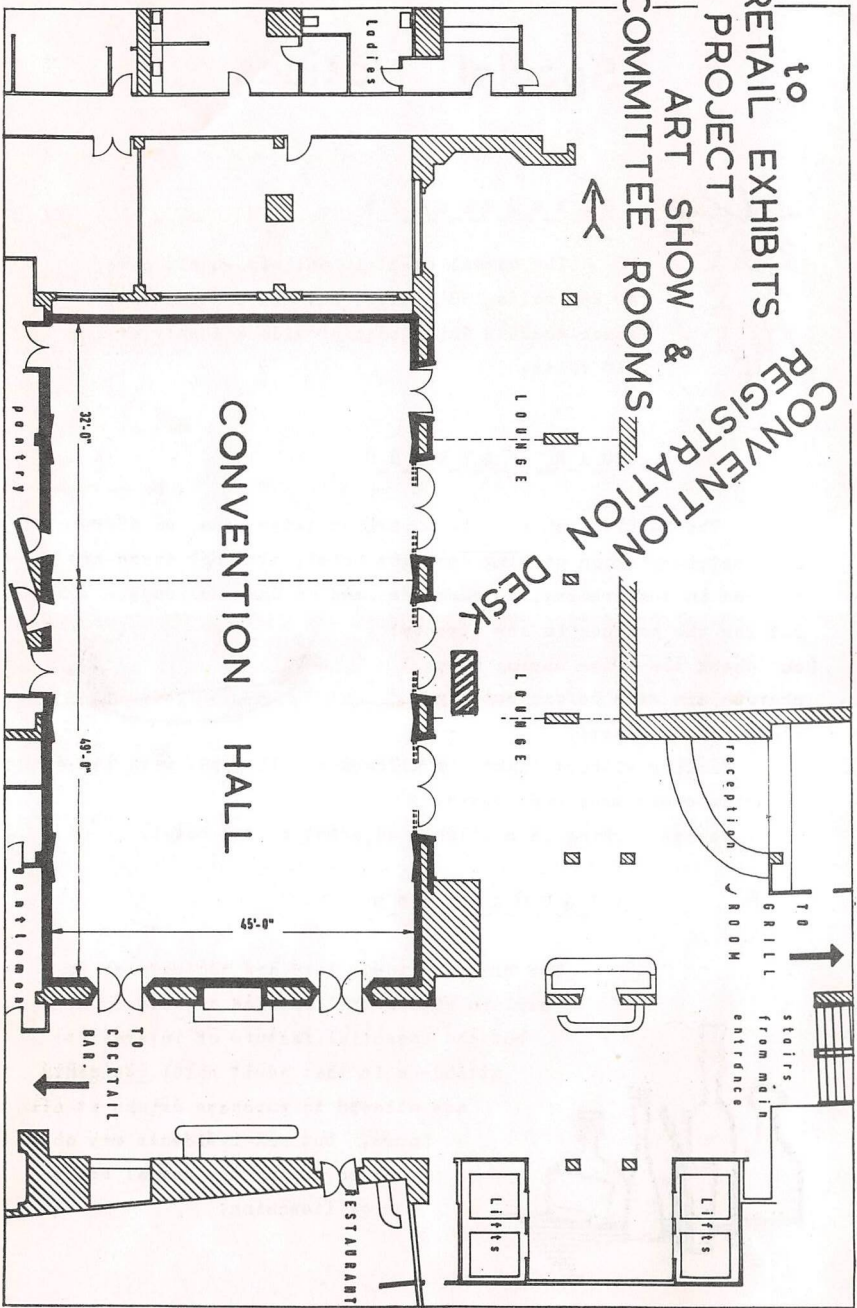 to
RETAIL EXHIBITS
PROJECT
ART SHOW &
COMMITTEE ROOMS
CONVENTION
REGISTRATION DESK
TO
GRILL
ROOM
stairs
from main
entrance
reception
Lifts
Lifts
LOUNGE
LOUNGE
ladies
RESTAURANT
CONVENTION HALL
45'-0"
32'-0"
49'-0"
TO
COCKTAIL
BAR
pantry
gentlemen